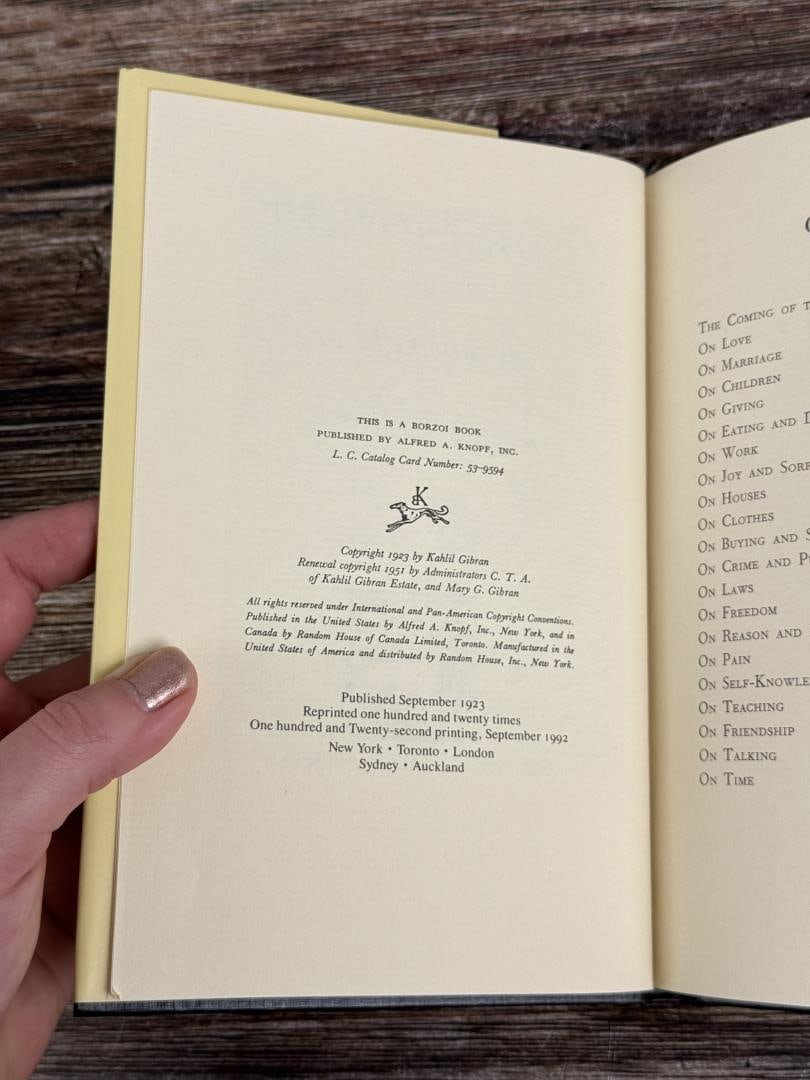 THIS IS A BORZOI BOOK
PUBLISHED BY ALFRED A. KNOPF, INC.
L. C. Catalog Card Number: 53-9594
K
Copyright 1923 by Kahlil Gibran
Renewal copyright 1951 by Administrators C. T. A.
of Kahlil Gibran Estate, and Mary G. Gibran
All rights reserved under International and Pan-American Copyright Conventions.
Published in the United States by Alfred A. Knopf, Inc., New York, and in
Canada by Random House of Canada Limited, Toronto. Manufactured in the
United States of America and distributed by Random House, Inc., New York.
Published September 1923
Reprinted one hundred and twenty times
One hundred and Twenty-second printing, September 1992
New York • Toronto • London
Sydney • Auckland
The Coming of
On Love
On Marriage
On Children
On Giving
On Eating and
On Work
On Joy and
On Houses
On Clothes
On Buying and
On Crime and
On Laws
On Freedom
On Reason and
On Pain
On
On Teaching
On Friendship
On Talking
On Time